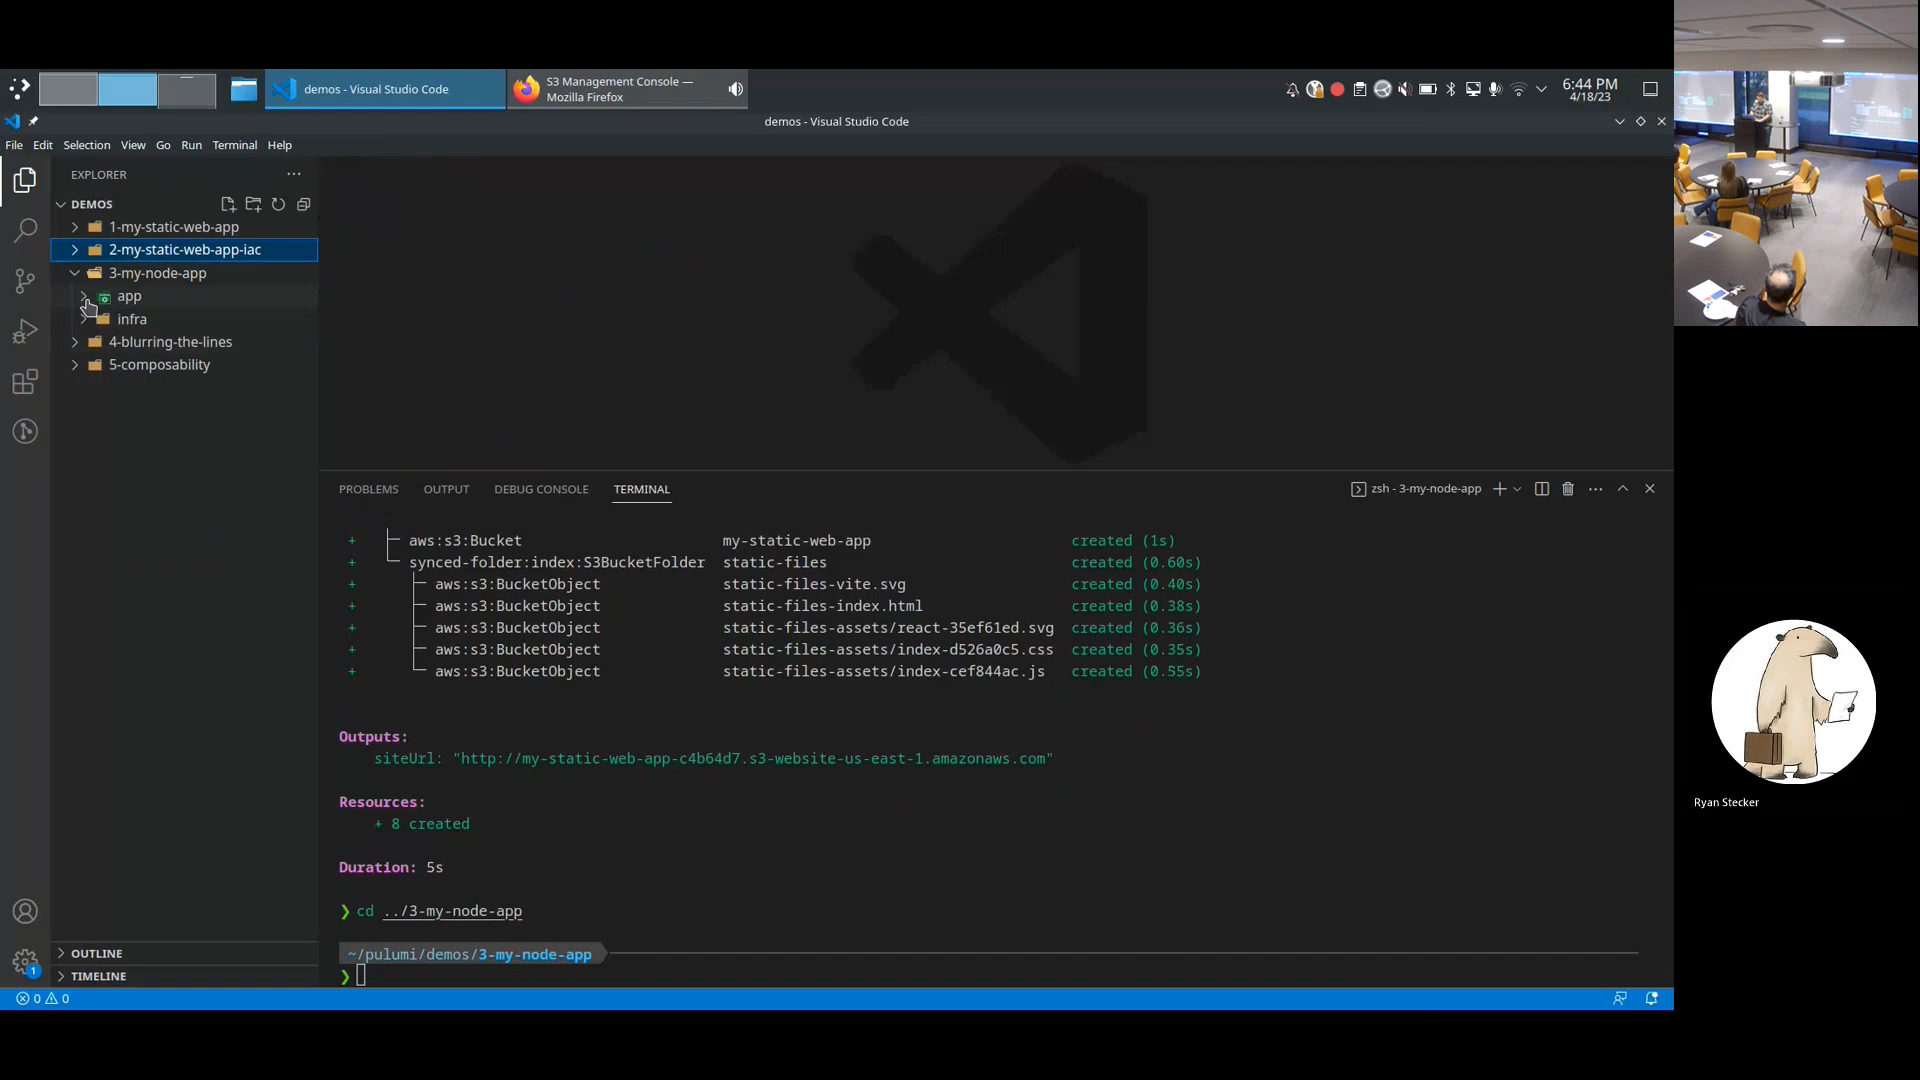 demos - Visual Studio Code
S3 Management Console —
Mozilla Firefox
6:44 PM
4/18/23
demos - Visual Studio Code
File Edit Selection View Go Run Terminal Help
EXPLORER
DEMOS
1-my-static-web-app
2-my-static-web-app-iac
3-my-node-app
app
infra
4-blurring-the-lines
5-composability
OUTLINE
TIMELINE
PROBLEMS OUTPUT DEBUG CONSOLE TERMINAL
zsh - 3-my-node-app
+ aws:s3:Bucket my-static-web-app created (1s)
+ synced-folder:index:S3BucketFolder static-files created (0.60s)
+ aws:s3:BucketObject static-files-vite.svg created (0.40s)
+ aws:s3:BucketObject static-files-index.html created (0.38s)
+ aws:s3:BucketObject static-files-assets/react-35ef61ed.svg created (0.36s)
+ aws:s3:BucketObject static-files-assets/index-d526a0c5.css created (0.35s)
+ aws:s3:BucketObject static-files-assets/index-cef844ac.js created (0.55s)
Outputs:
siteUrl: "http://my-static-web-app-c4b64d7.s3-website-us-east-1.amazonaws.com"
Resources:
+ 8 created
Duration: 5s
❯ cd ../3-my-node-app
~/pulumi/demos/3-my-node-app
❯
1
0 0
Ryan Stecker